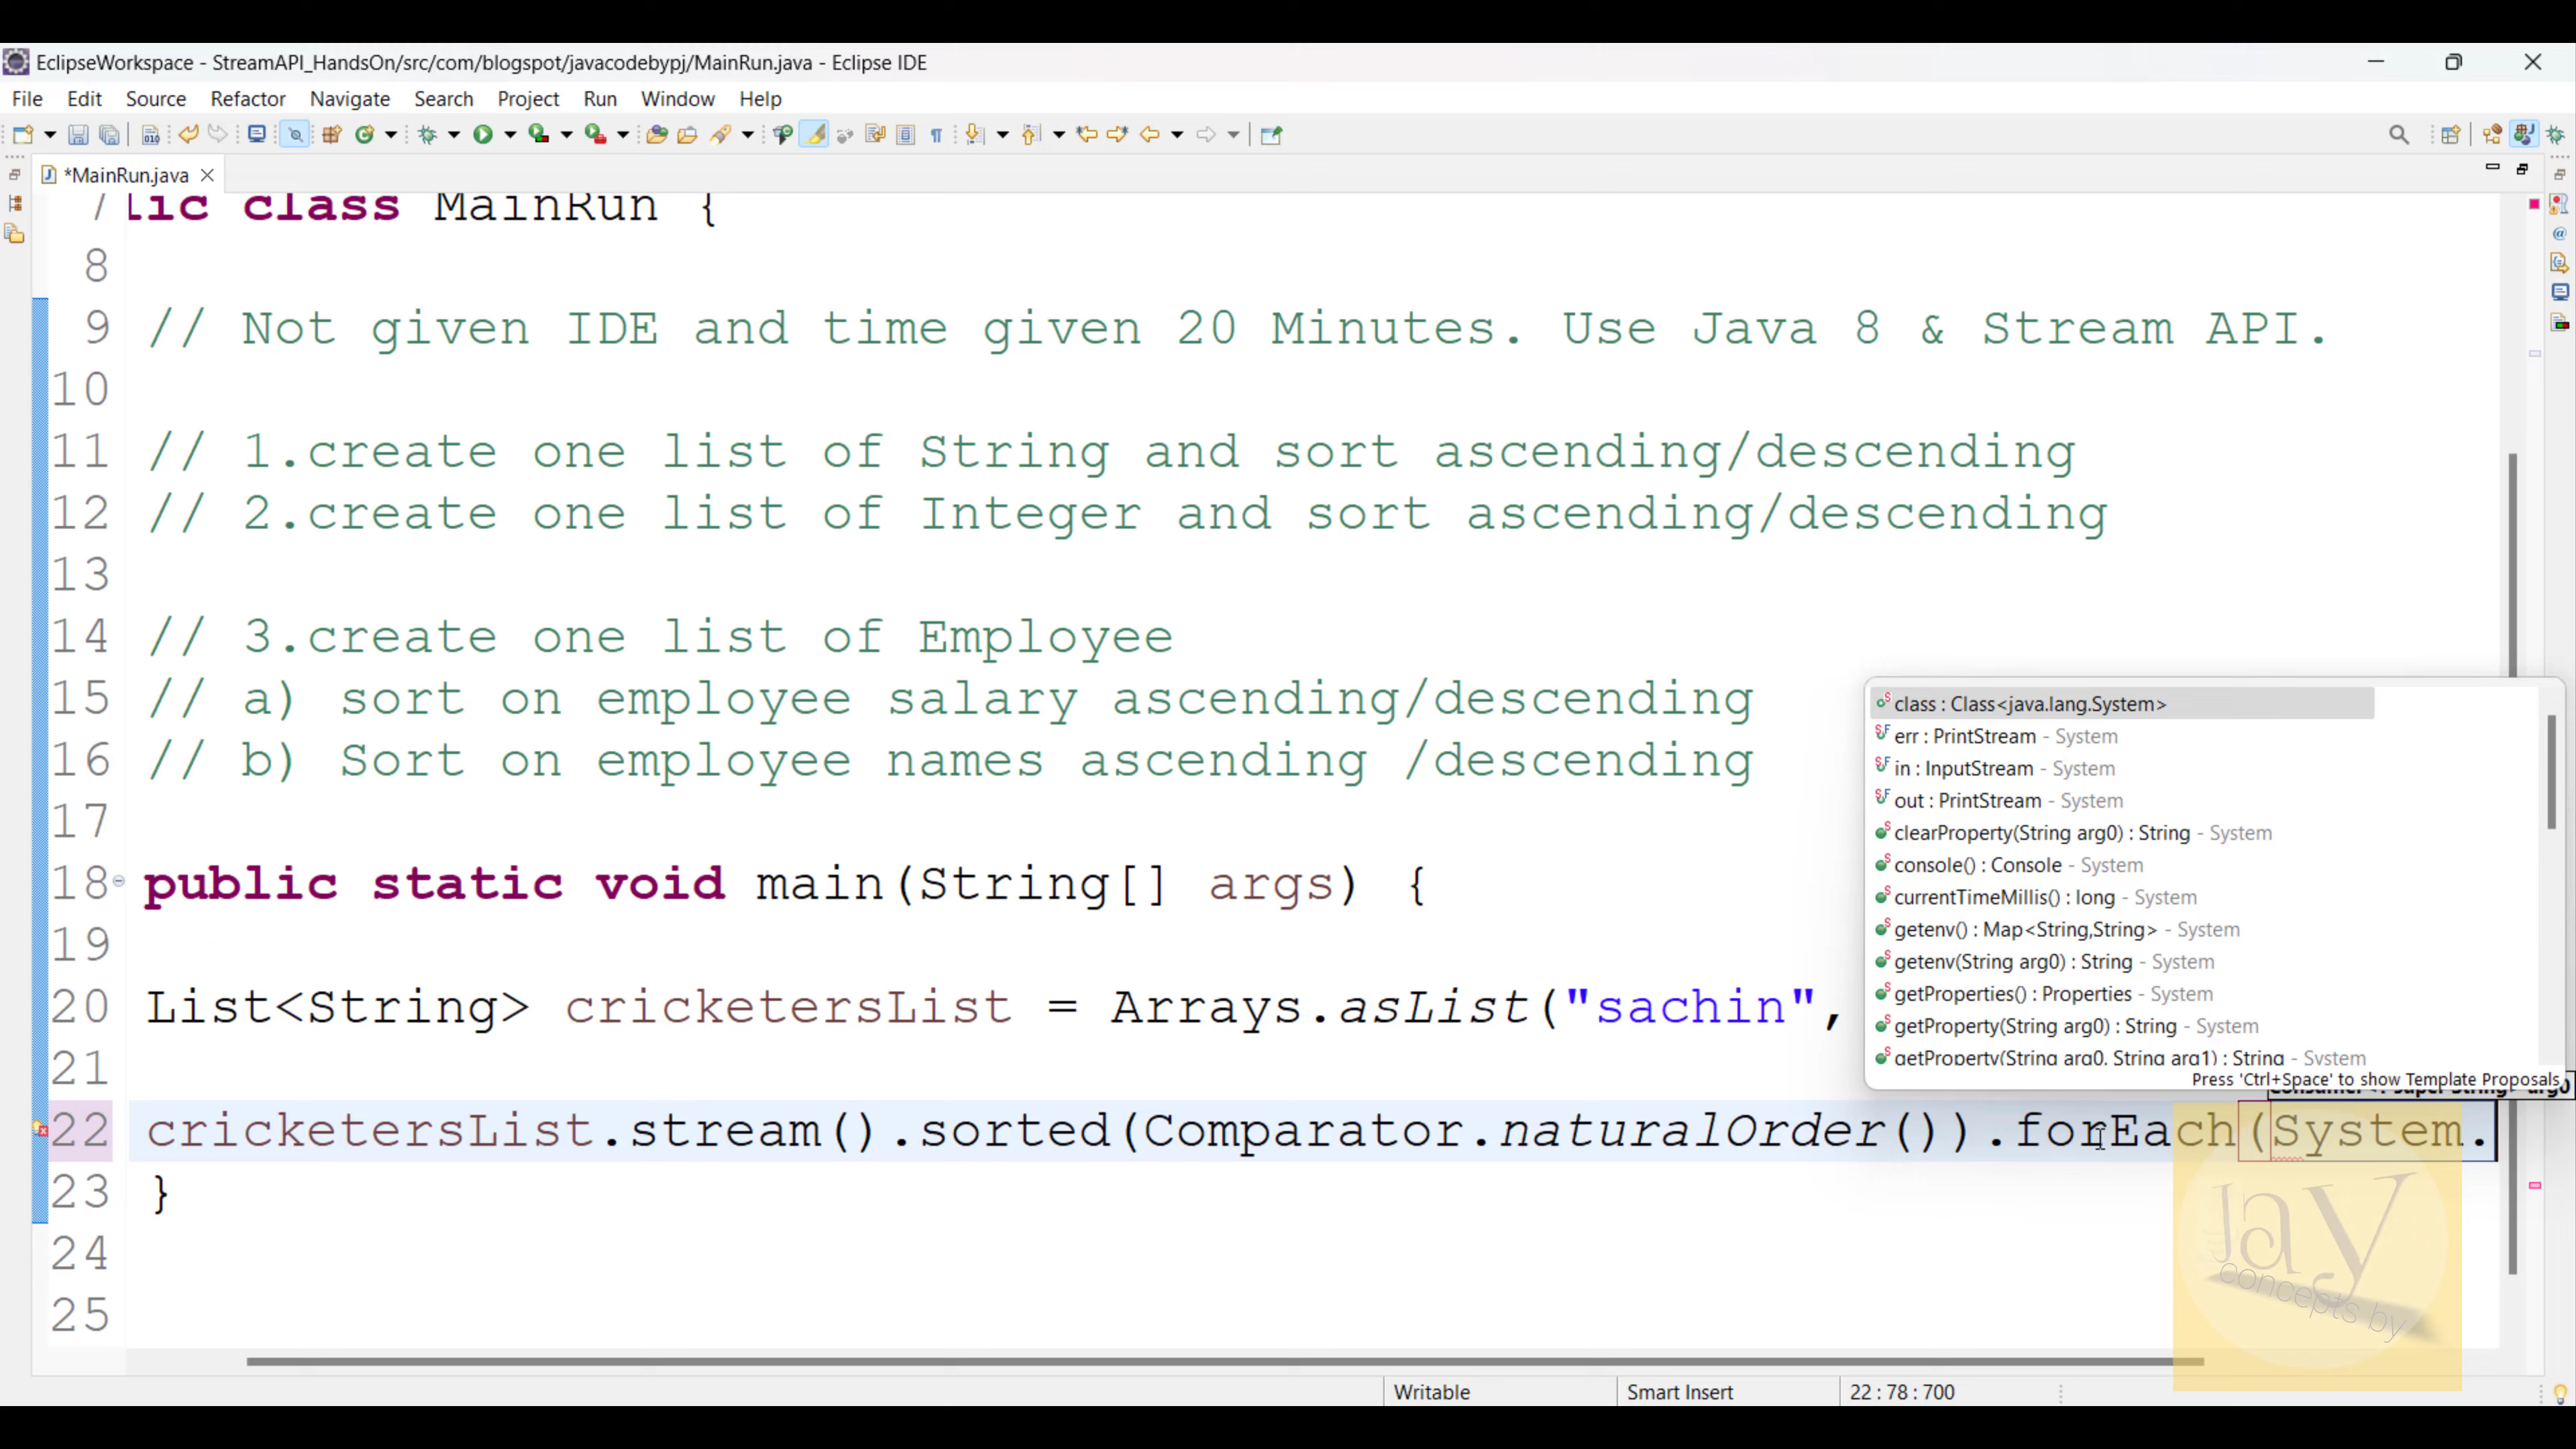 EclipseWorkspace - StreamAPI_HandsOn/src/com/blogspot/javacodebypj/MainRun.java - Eclipse IDE
File Edit Source Refactor Navigate Search Project Run Window Help
*MainRun.java
7 lic class MainRun {
8
9 // Not given IDE and time given 20 Minutes. Use Java 8 & Stream API.
10
11 // 1.create one list of String and sort ascending/descending
12 // 2.create one list of Integer and sort ascending/descending
13
14 // 3.create one list of Employee
15 // a) sort on employee salary ascending/descending
16 // b) Sort on employee names ascending /descending
17
18 public static void main(String[] args) {
19
20 List<String> cricketersList = Arrays.asList("sachin",
21
22 cricketersList.stream().sorted(Comparator.naturalOrder()).forEach(System.
23 }
24
25
class : Class<java.lang.System>
err : PrintStream - System
in : InputStream - System
out : PrintStream - System
clearProperty(String arg0) : String - System
console() : Console - System
currentTimeMillis() : long - System
getenv() : Map<String,String> - System
getenv(String arg0) : String - System
getProperties() : Properties - System
getProperty(String arg0) : String - System
getProperty(String arg0, String arg1) : String - System
Press 'Ctrl+Space' to show Template Proposals
Jay
concepts by
Writable Smart Insert 22 : 78 : 700